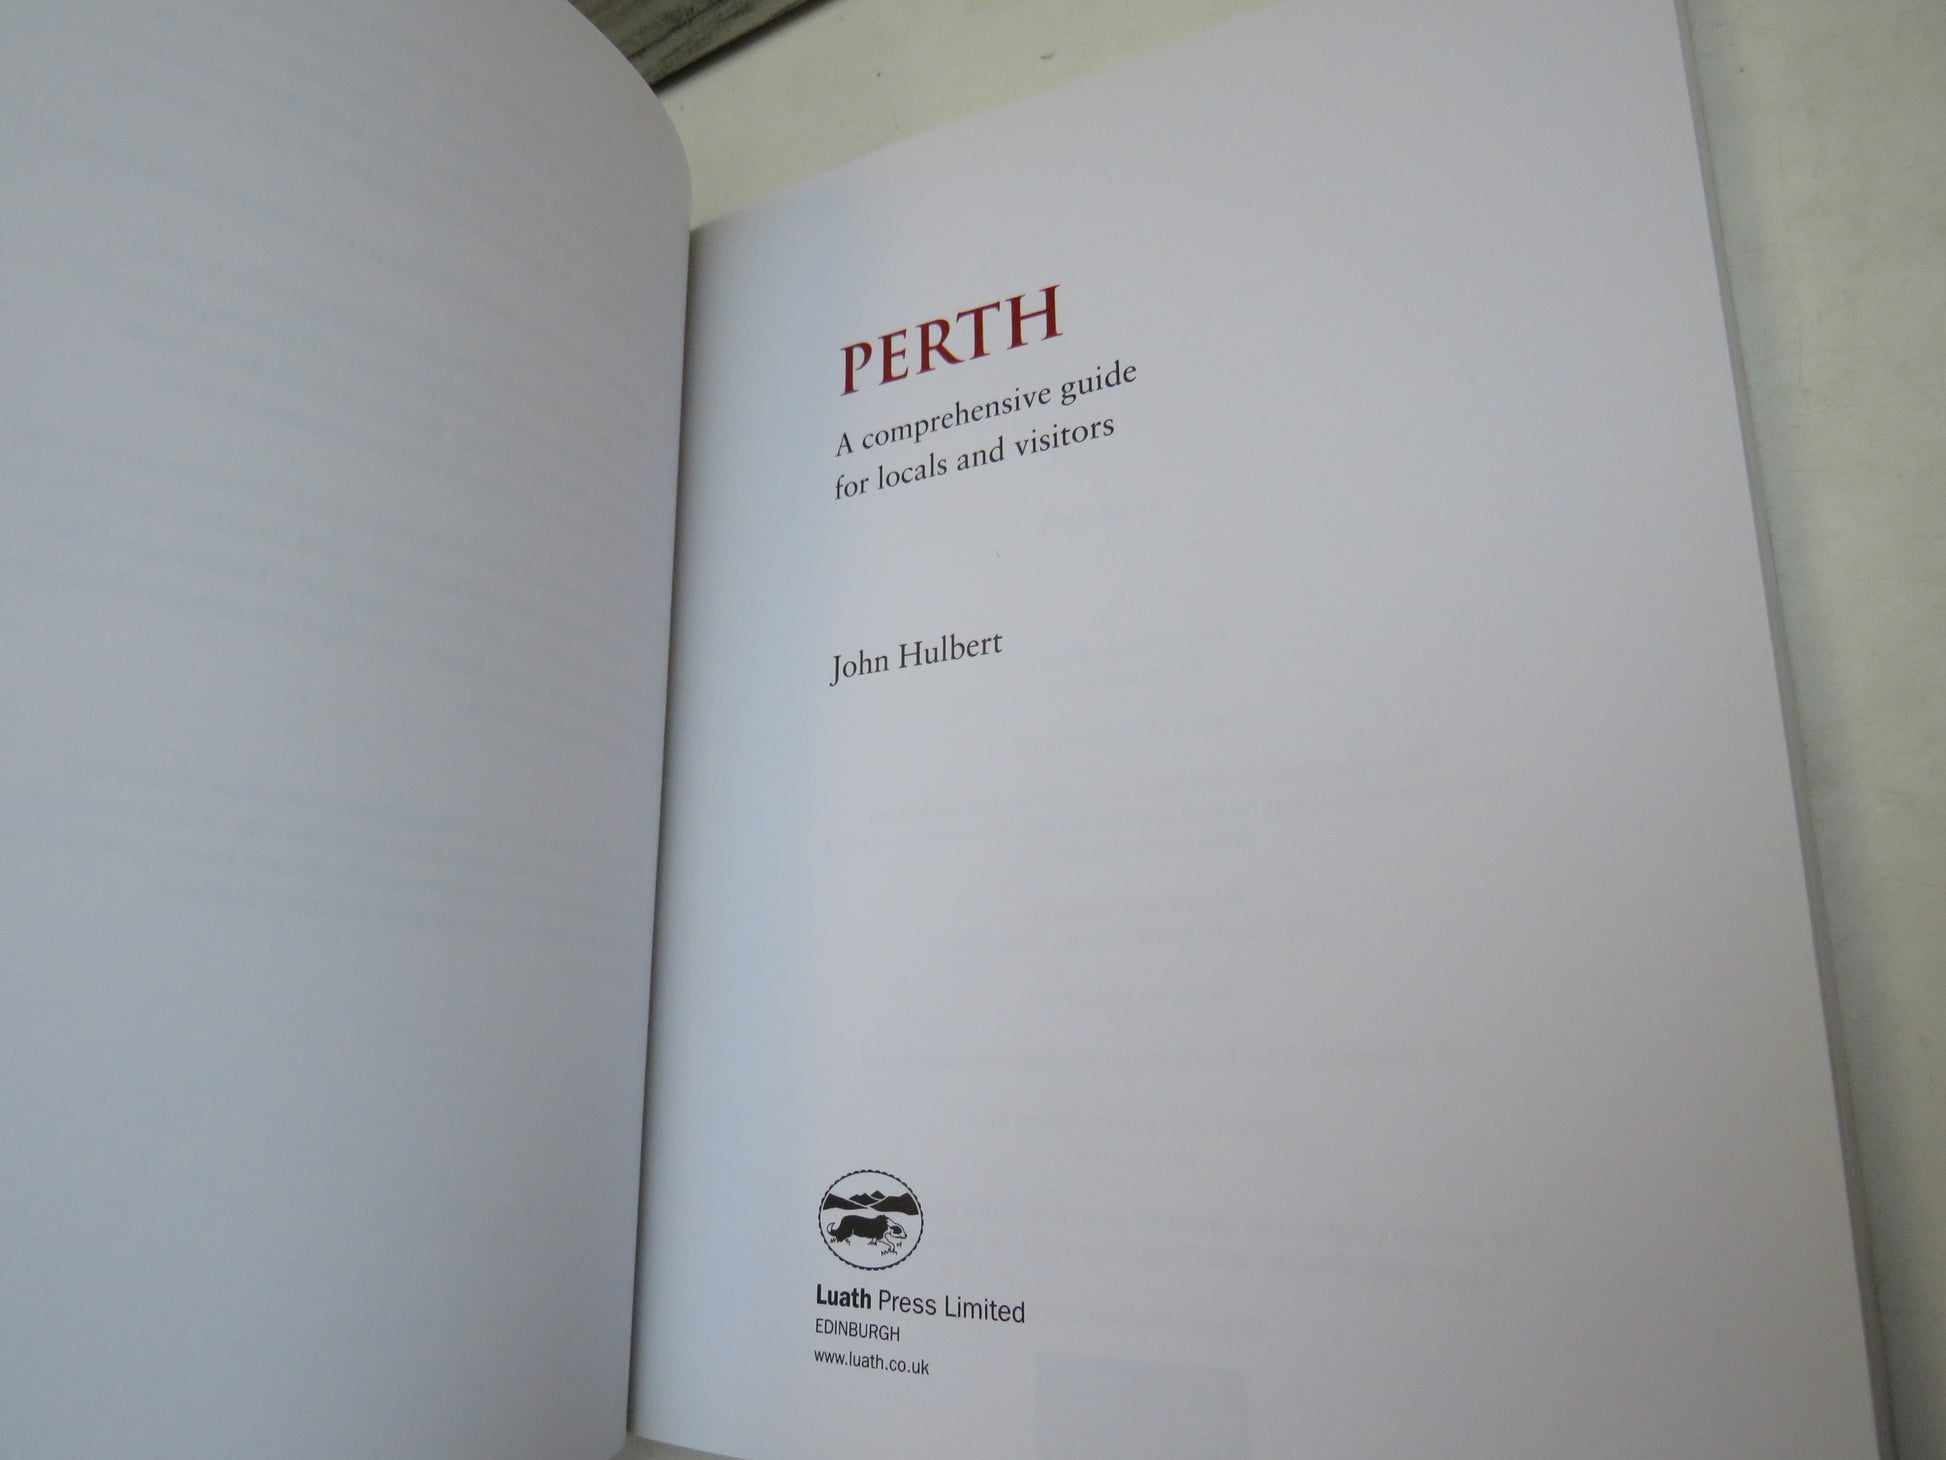 PERTH
A comprehensive guide
for locals and visitors
John Hulbert
Luath Press Limited
EDINBURGH
www.luath.co.uk